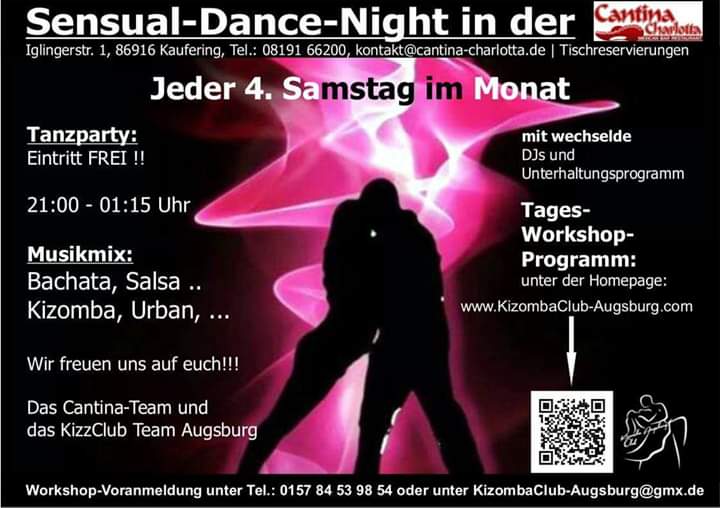 Sensual-Dance-Night in der
Cantina
Charlotta
MEXICAN BAR RESTAURANT
Iglingerstr. 1, 86916 Kaufering, Tel.: 08191 66200, kontakt@cantina-charlotta.de | Tischreservierungen
Jeder 4. Samstag im Monat
Tanzparty:
Eintritt FREI !!
21:00 - 01:15 Uhr
Musikmix:
Bachata, Salsa ..
Kizomba, Urban, ...
Wir freuen uns auf euch!!!
Das Cantina-Team und
das KizzClub Team Augsburg
mit wechselde
DJs und
Unterhaltungsprogramm
Tages-
Workshop-
Programm:
unter der Homepage:
www.KizombaClub-Augsburg.com
Workshop-Voranmeldung unter Tel.: 0157 84 53 98 54 oder unter KizombaClub-Augsburg@gmx.de